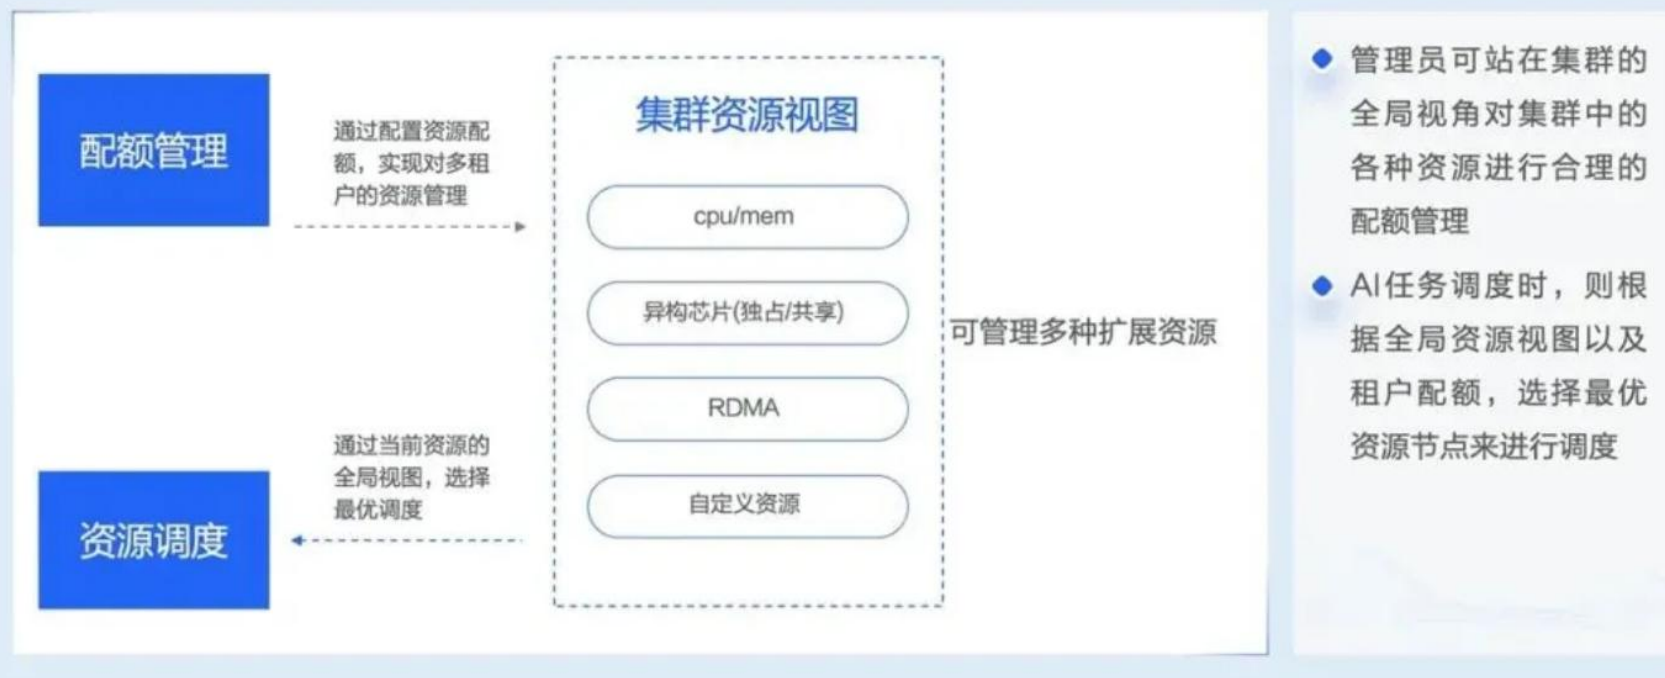 配额管理
通过配置资源配
额，实现对多租
户的资源管理
资源调度
通过当前资源的
全局视图，选择
最优调度
集群资源视图
cpu/mem
异构芯片(独占/共享)
RDMA
自定义资源
可管理多种扩展资源
管理员可站在集群的
全局视角对集群中的
各种资源进行合理的
配额管理
AI任务调度时，则根
据全局资源视图以及
租户配额，选择最优
资源节点来进行调度